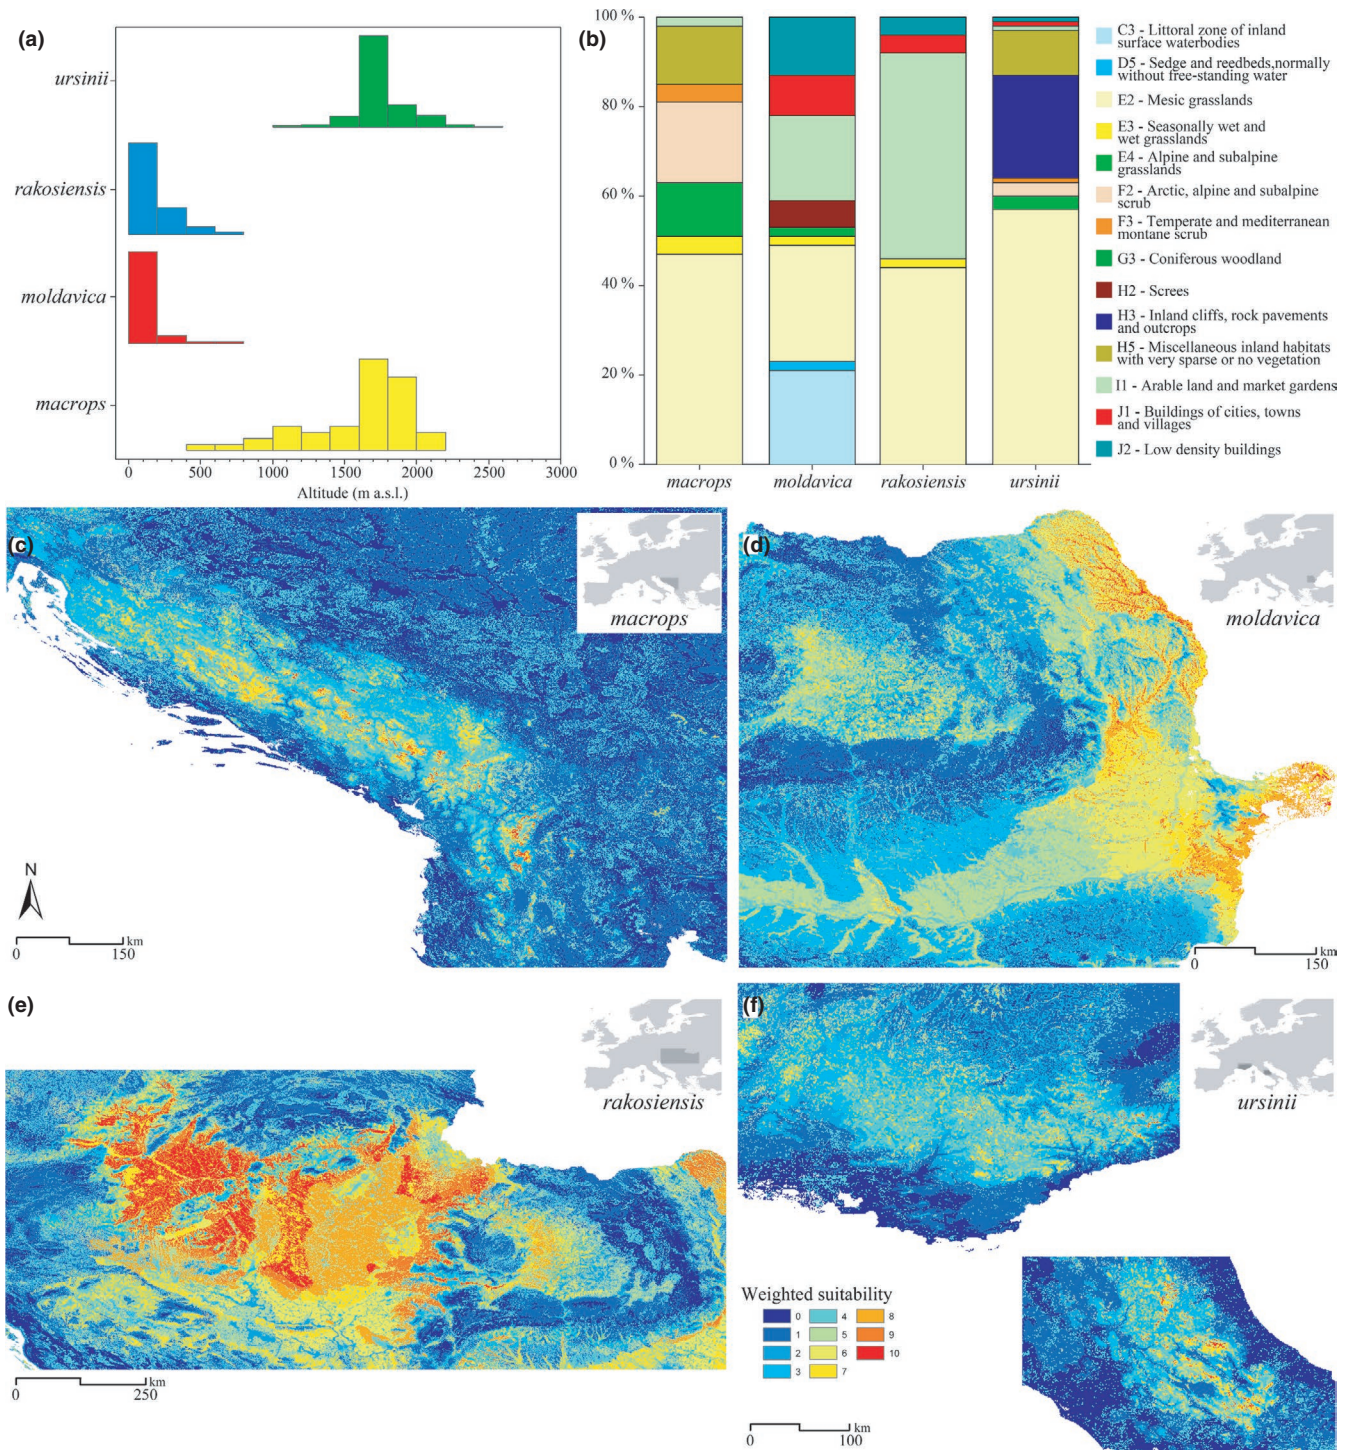 (a)
ursinii
rakosiensis
moldavica
macrops
0 500 1000 1500 2000 2500 3000
Altitude (m a.s.l.)
(b)
100 %
80 %
60 %
40 %
20 %
0 %
macrops moldavica rakosiensis ursinii
C3 - Littoral zone of inland
surface waterbodies
D5 - Sedge and reedbeds,normally
without free-standing water
E2 - Mesic grasslands
E3 - Seasonally wet and
wet grasslands
E4 - Alpine and subalpine
grasslands
F2 - Arctic, alpine and subalpine
scrub
F3 - Temperate and mediterranean
montane scrub
G3 - Coniferous woodland
H2 - Screes
H3 - Inland cliffs, rock pavements
and outcrops
H5 - Miscellaneous inland habitats
with very sparse or no vegetation
I1 - Arable land and market gardens
J1 - Buildings of cities, towns
and villages
J2 - Low density buildings
(c)
macrops
N
km
0 150
(d)
moldavica
km
0 150
(e)
rakosiensis
km
0 250
(f)
ursinii
Weighted suitability
0 4 8
1 5 9
2 6 10
3 7
km
0 100